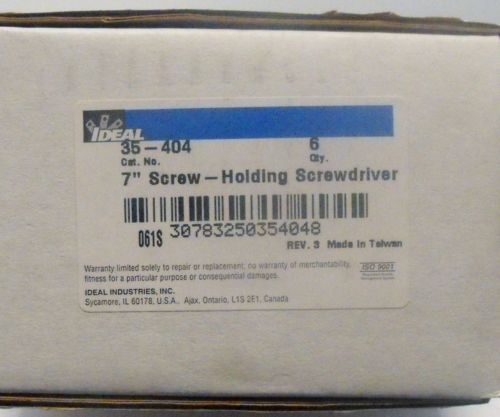 IDEAL
35-404 6
Cat. No. Qty.
7" Screw-Holding Screwdriver
061S 30783250354048
REV. 3 Made in Taiwan
Warranty limited solely to repair or replacement, no warranty of merchantability,
fitness for a particular purpose or consequential damages.
ISO 9001
IDEAL INDUSTRIES, INC.
Sycamore, IL 60178, U.S.A., Ajax, Ontario, L1S 2E1, Canada